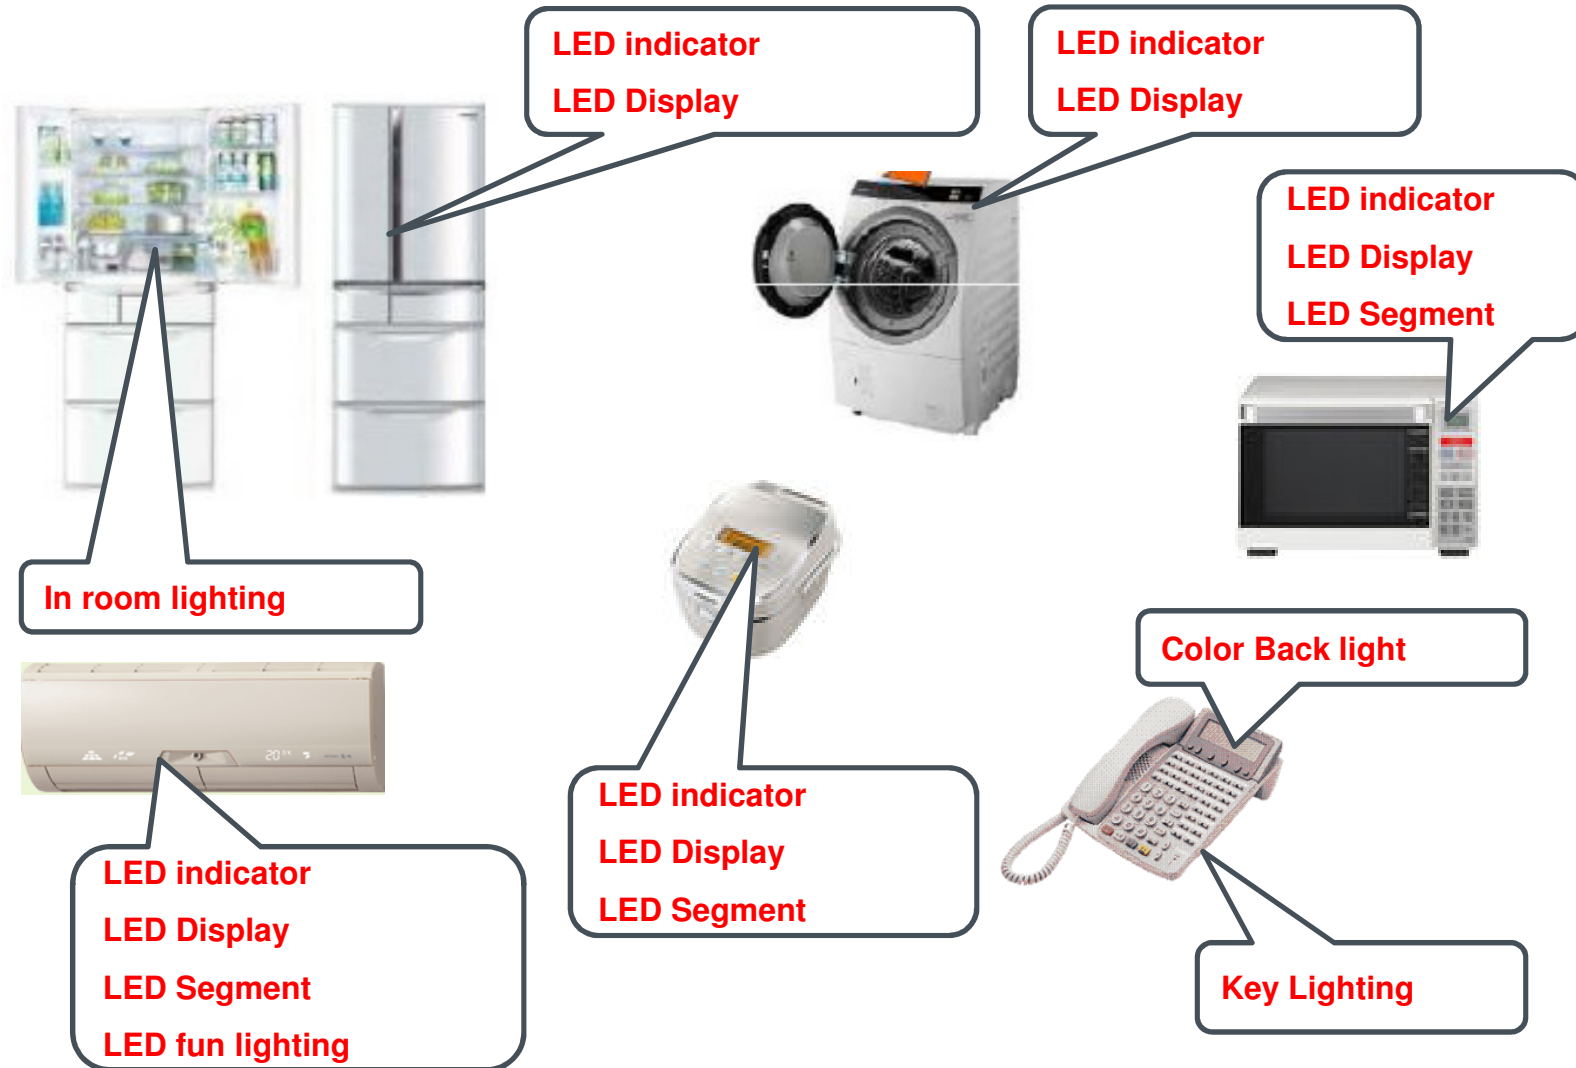 LED indicator
LED Display
LED indicator
LED Display
LED indicator
LED Display
LED Segment
In room lighting
Color Back light
20
LED indicator
LED Display
LED Segment
LED indicator
LED Display
LED Segment
LED fun lighting
Key Lighting